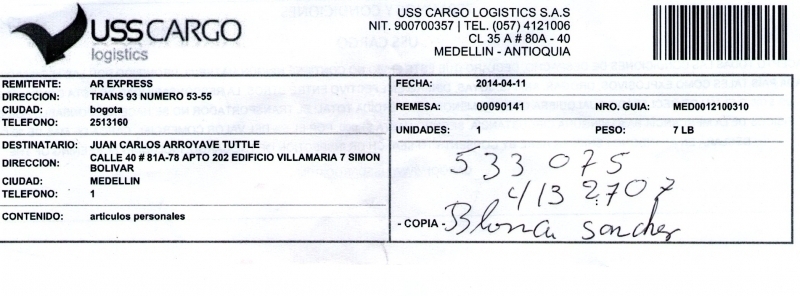 USS CARGO
logistics
USS CARGO LOGISTICS S.A.S
NIT. 900700357 | TEL. (057) 4121006
CL 35 A # 80A - 40
MEDELLIN - ANTIOQUIA
REMITENTE: AR EXPRESS
DIRECCION: TRANS 93 NUMERO 53-55
CIUDAD: bogota
TELEFONO: 2513160
FECHA: 2014-04-11
REMESA: 00090141 NRO. GUIA: MED0012100310
UNIDADES: 1 PESO: 7 LB
DESTINATARIO: JUAN CARLOS ARROYAVE TUTTLE
DIRECCION: CALLE 40 # 81A-78 APTO 202 EDIFICIO VILLAMARIA 7 SIMON
BOLIVAR
CIUDAD: MEDELLIN
TELEFONO: 1
CONTENIDO: articulos personales
533 075
413 2707
- COPIA - Blanca Sanchez